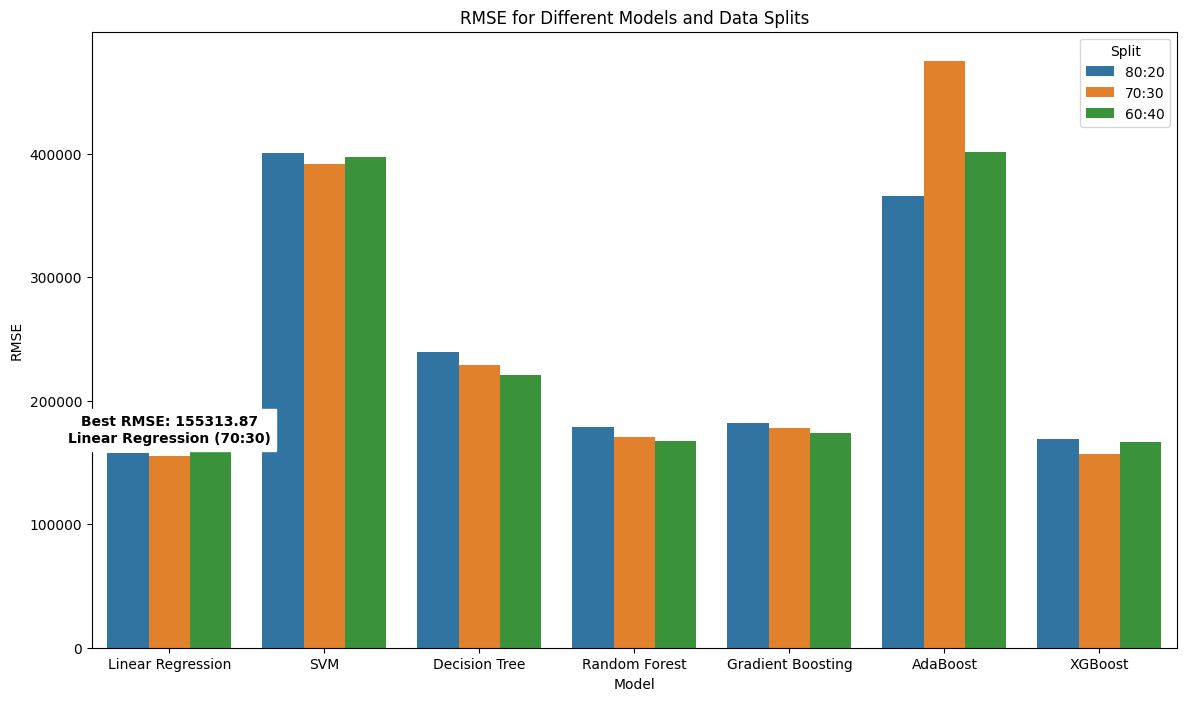 RMSE for Different Models and Data Splits
Split
80:20
70:30
60:40
RMSE
400000
300000
200000
100000
0
Best RMSE: 155313.87
Linear Regression (70:30)
Linear Regression
SVM
Decision Tree
Random Forest
Gradient Boosting
AdaBoost
XGBoost
Model